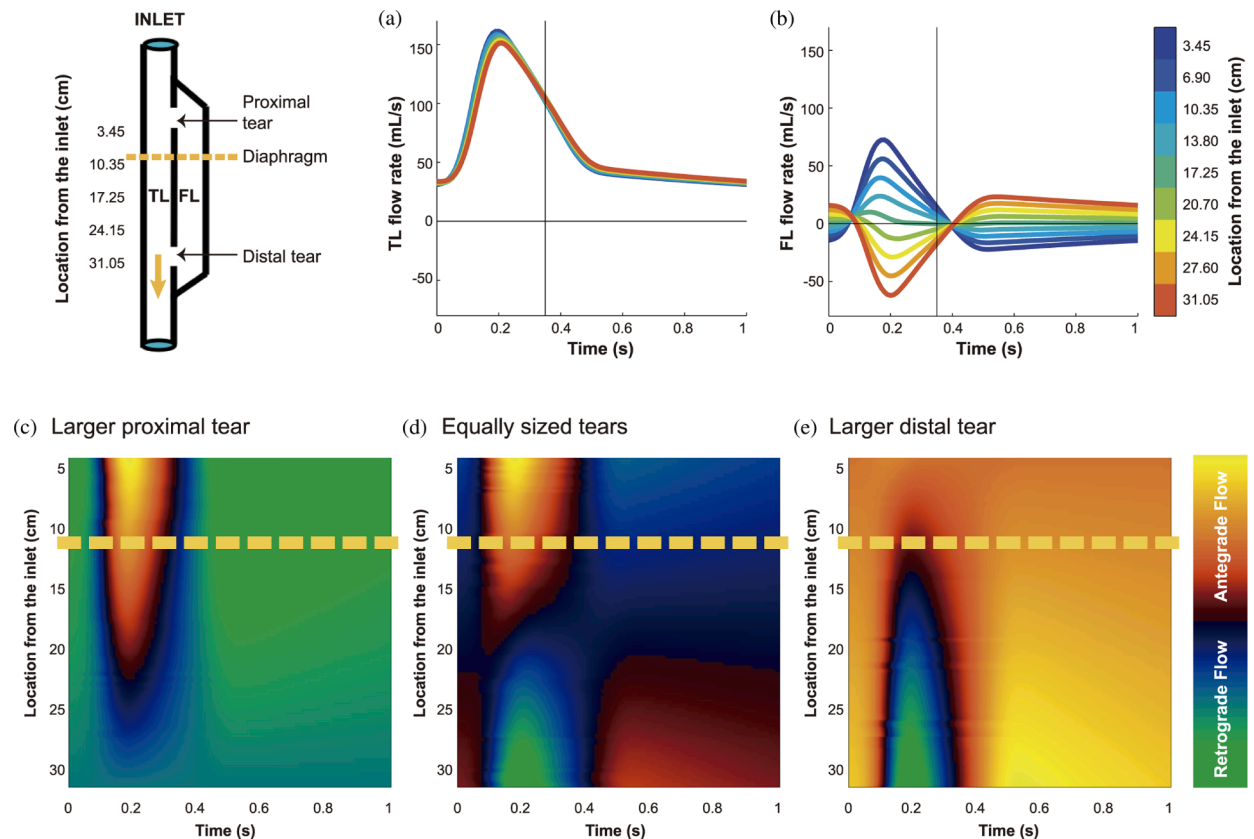 INLET
Location from the inlet (cm)
3.45
10.35
17.25
24.15
31.05
TL
FL
Proximal
tear
Diaphragm
Distal tear
(a)
TL flow rate (mL/s)
150
100
50
0
-50
0
0.2
0.4
0.6
0.8
1
Time (s)
(b)
FL flow rate (mL/s)
150
100
50
0
-50
0
0.2
0.4
0.6
0.8
1
Time (s)
3.45
6.90
10.35
13.80
17.25
20.70
24.15
27.60
31.05
Location from the inlet (cm)
(c) Larger proximal tear
Location from the inlet (cm)
5
10
15
20
25
30
0
0.2
0.4
0.6
0.8
1
Time (s)
(d) Equally sized tears
Location from the inlet (cm)
5
10
15
20
25
30
0
0.2
0.4
0.6
0.8
1
Time (s)
(e) Larger distal tear
Location from the inlet (cm)
5
10
15
20
25
30
0
0.2
0.4
0.6
0.8
1
Time (s)
Antegrade Flow
Retrograde Flow